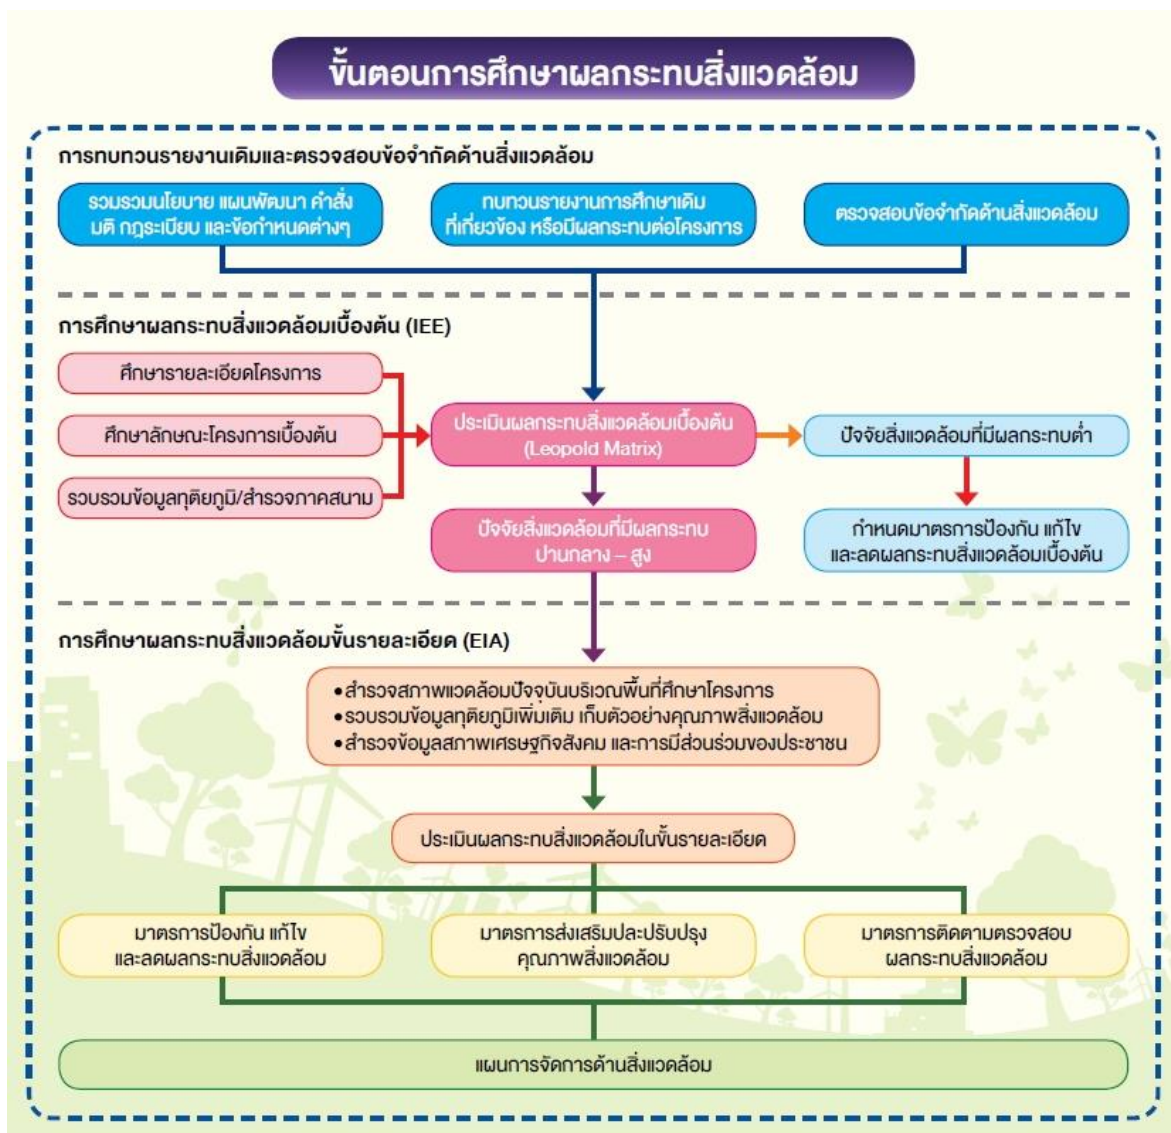 ขั้นตอนการศึกษาผลกระทบสิ่งแวดล้อม
การทบทวนรายงานเดิมและตรวจสอบข้อจำกัดด้านสิ่งแวดล้อม
รวมรวมนโยบาย แผนพัฒนา คำสั่ง
มติ กฎระเบียบ และข้อกำหนดต่างๆ
ทบทวนรายงานการศึกษาเดิม
ที่เกี่ยวข้อง หรือมีผลกระทบต่อโครงการ
ตรวจสอบข้อจำกัดด้านสิ่งแวดล้อม
การศึกษาผลกระทบสิ่งแวดล้อมเบื้องต้น (IEE)
ศึกษารายละเอียดโครงการ
ศึกษาลักษณะโครงการเบื้องต้น
รวบรวมข้อมูลทุติยภูมิ/สำรวจภาคสนาม
ประเมินผลกระทบสิ่งแวดล้อมเบื้องต้น
(Leopold Matrix)
ปัจจัยสิ่งแวดล้อมที่มีผลกระทบต่ำ
ปัจจัยสิ่งแวดล้อมที่มีผลกระทบ
ปานกลาง – สูง
กำหนดมาตรการป้องกัน แก้ไข
และลดผลกระทบสิ่งแวดล้อมเบื้องต้น
การศึกษาผลกระทบสิ่งแวดล้อมขั้นรายละเอียด (EIA)
•สำรวจสภาพแวดล้อมปัจจุบันบริเวณพื้นที่ศึกษาโครงการ
•รวบรวมข้อมูลทุติยภูมิเพิ่มเติม เก็บตัวอย่างคุณภาพสิ่งแวดล้อม
•สำรวจข้อมูลสภาพเศรษฐกิจสังคม และการมีส่วนร่วมของประชาชน
ประเมินผลกระทบสิ่งแวดล้อมในขั้นรายละเอียด
มาตรการป้องกัน แก้ไข
และลดผลกระทบสิ่งแวดล้อม
มาตรการส่งเสริมปละปรับปรุง
คุณภาพสิ่งแวดล้อม
มาตรการติดตามตรวจสอบ
ผลกระทบสิ่งแวดล้อม
แผนการจัดการด้านสิ่งแวดล้อม